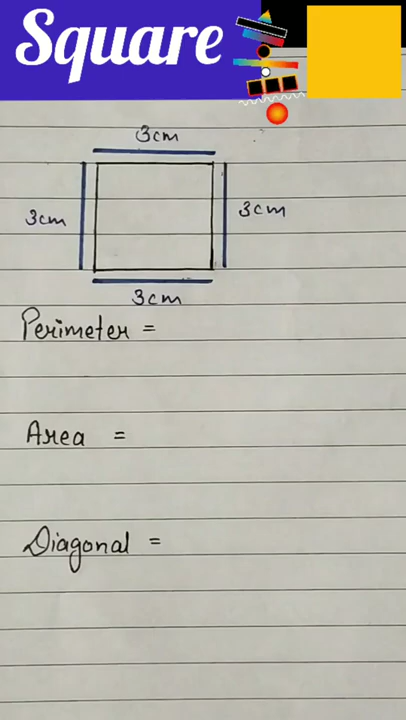 Square
3cm
3cm
3cm
3cm
Perimeter =
Area =
Diagonal =